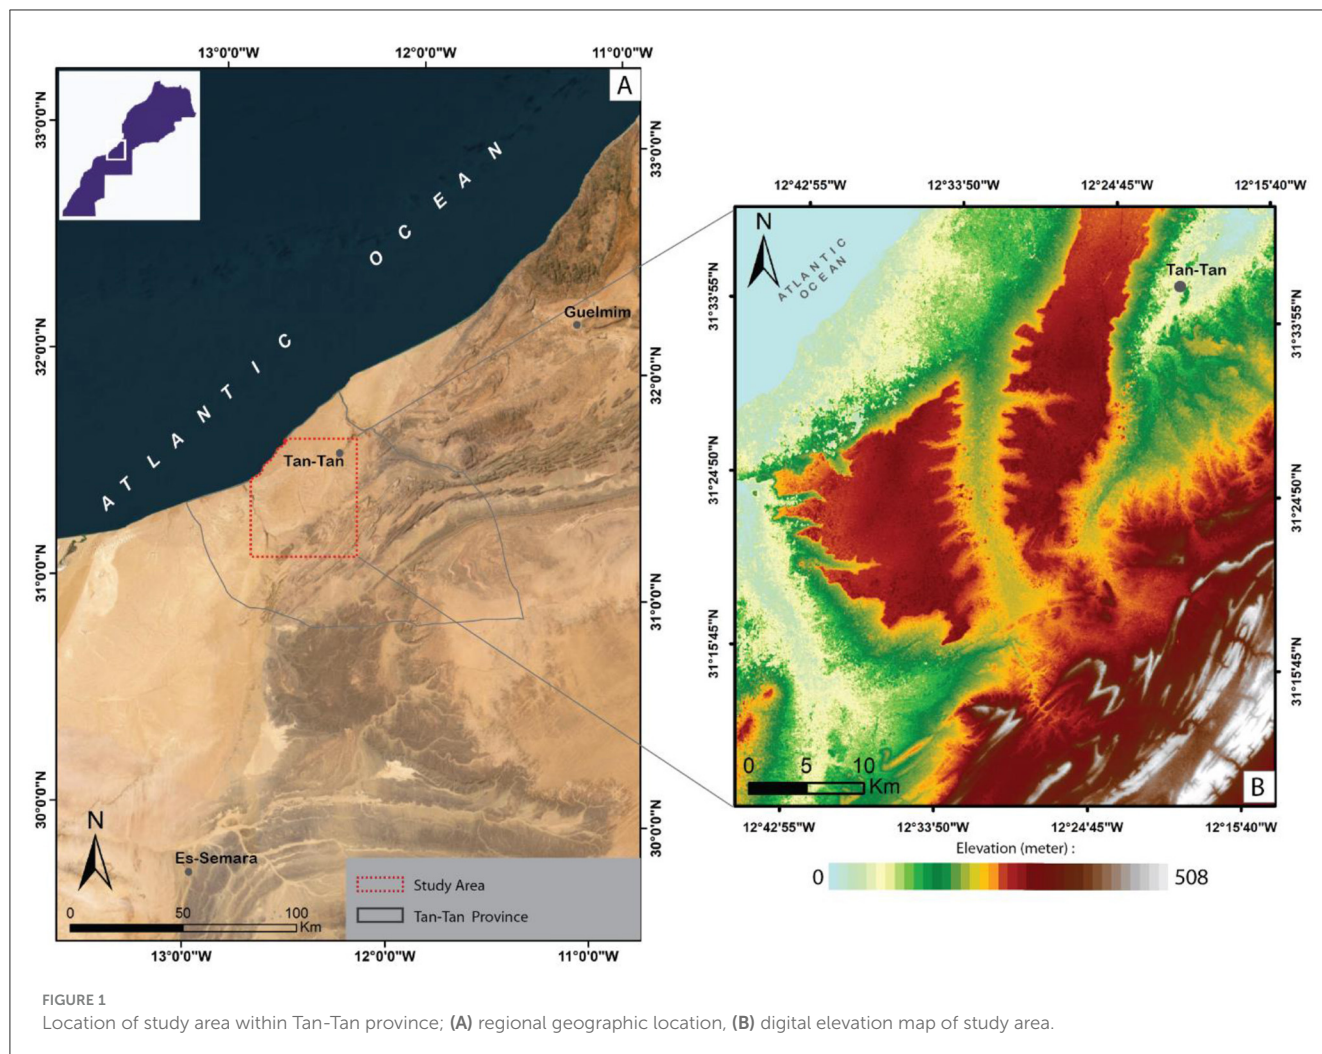 13°0'0"W 12°0'0"W 11°0'0"W
A
33°0'0"N
33°0'0"N
ATLANTIC OCEAN
Guelmim
32°0'0"N
32°0'0"N
Tan-Tan
31°0'0"N
31°0'0"N
30°0'0"N
30°0'0"N
N
Es-Semara
0 50 100
Km
Study Area
Tan-Tan Province
13°0'0"W 12°0'0"W 11°0'0"W
12°42'55"W 12°33'50"W 12°24'45"W 12°15'40"W
N
ATLANTIC
OCEAN
Tan-Tan
31°33'55"N
31°33'55"N
31°24'50"N
31°24'50"N
31°15'45"N
31°15'45"N
0 5 10
Km
B
12°42'55"W 12°33'50"W 12°24'45"W 12°15'40"W
Elevation (meter) :
0 508
FIGURE 1
Location of study area within Tan-Tan province; (A) regional geographic location, (B) digital elevation map of study area.